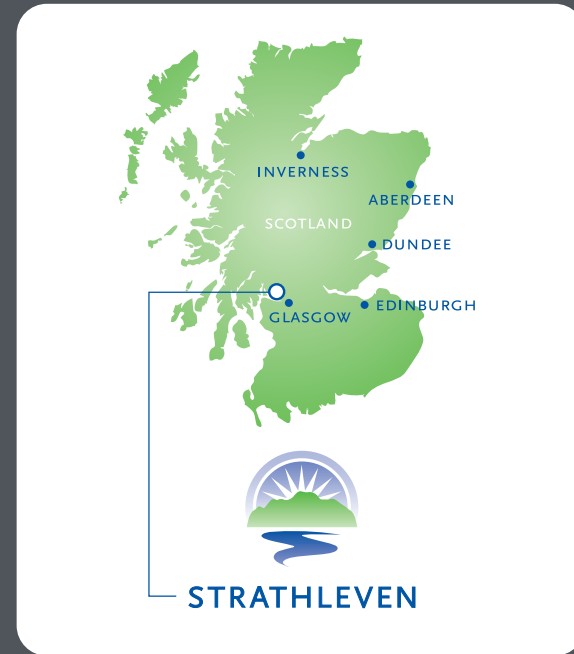 INVERNESS
ABERDEEN
SCOTLAND
DUNDEE
EDINBURGH
GLASGOW
STRATHLEVEN